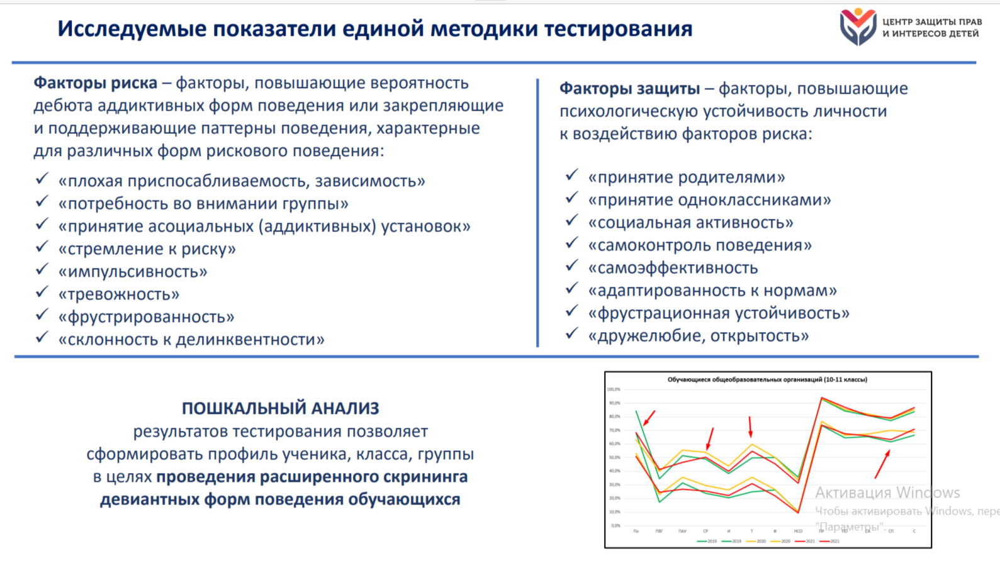 Исследуемые показатели единой методики тестирования
ЦЕНТР ЗАЩИТЫ ПРАВ
И ИНТЕРЕСОВ ДЕТЕЙ
Факторы риска – факторы, повышающие вероятность
дебюта аддиктивных форм поведения или закрепляющие
и поддерживающие паттерны поведения, характерные
для различных форм рискового поведения:
✓ «плохая приспосабливаемость, зависимость»
✓ «потребность во внимании группы»
✓ «принятие асоциальных (аддиктивных) установок»
✓ «стремление к риску»
✓ «импульсивность»
✓ «тревожность»
✓ «фрустрированность»
✓ «склонность к делинквентности»
Факторы защиты – факторы, повышающие
психологическую устойчивость личности
к воздействию факторов риска:
✓ «принятие родителями»
✓ «принятие одноклассниками»
✓ «социальная активность»
✓ «самоконтроль поведения»
✓ «самоэффективность
✓ «адаптированность к нормам»
✓ «фрустрационная устойчивость»
✓ «дружелюбие, открытость»
ПОШКАЛЬНЫЙ АНАЛИЗ
результатов тестирования позволяет
сформировать профиль ученика, класса, группы
в целях проведения расширенного скрининга
девиантных форм поведения обучающихся
Обучающиеся общеобразовательных организаций (10-11 классы)
100,0%
90,0%
80,0%
70,0%
60,0%
50,0%
40,0%
30,0%
20,0%
10,0%
0,0%
По ПВГ ПАУ СР И Т Ф НСО ПР ПО СА СП С
2019 2019 2020 2020 2021 2021
Активация Windows
Чтобы активировать Windows, пере
"Параметры".